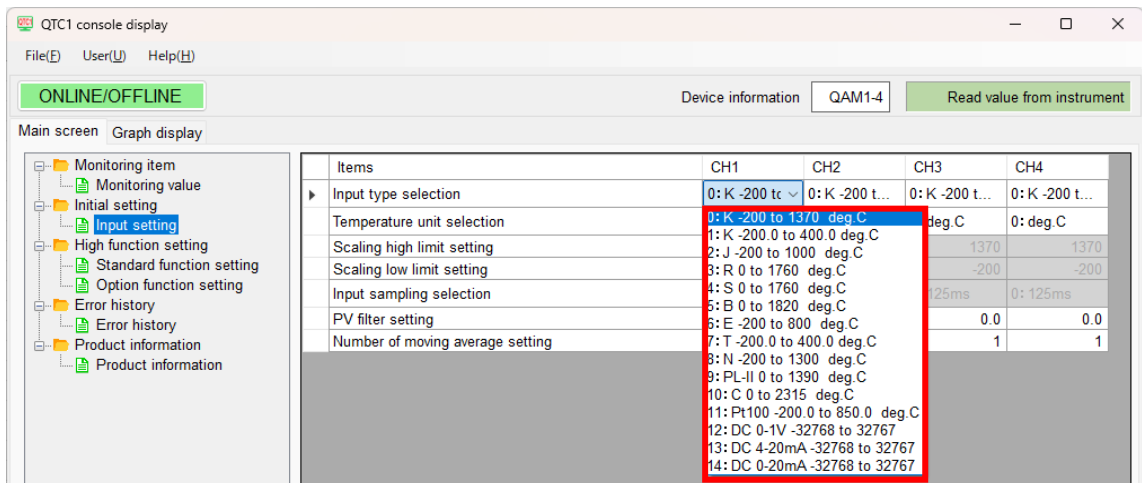 QTC1 console display
File(F) User(U) Help(H)
ONLINE/OFFLINE Device information QAM1-4 Read value from instrument
Main screen Graph display
Monitoring item
Monitoring value
Initial setting
Input setting
High function setting
Standard function setting
Option function setting
Error history
Error history
Product information
Product information
Items CH1 CH2 CH3 CH4
Input type selection 0: K -200 tc 0: K -200 t... 0: K -200 t... 0: K -200 t...
Temperature unit selection deg.C 0: deg.C
Scaling high limit setting 1370 1370
Scaling low limit setting -200 -200
Input sampling selection 125ms 0: 125ms
PV filter setting 0.0 0.0
Number of moving average setting 1 1
0: K -200 to 1370 deg.C
1: K -200.0 to 400.0 deg.C
2: J -200 to 1000 deg.C
3: R 0 to 1760 deg.C
4: S 0 to 1760 deg.C
5: B 0 to 1820 deg.C
6: E -200 to 800 deg.C
7: T -200.0 to 400.0 deg.C
8: N -200 to 1300 deg.C
9: PL-II 0 to 1390 deg.C
10: C 0 to 2315 deg.C
11: Pt100 -200.0 to 850.0 deg.C
12: DC 0-1V -32768 to 32767
13: DC 4-20mA -32768 to 32767
14: DC 0-20mA -32768 to 32767